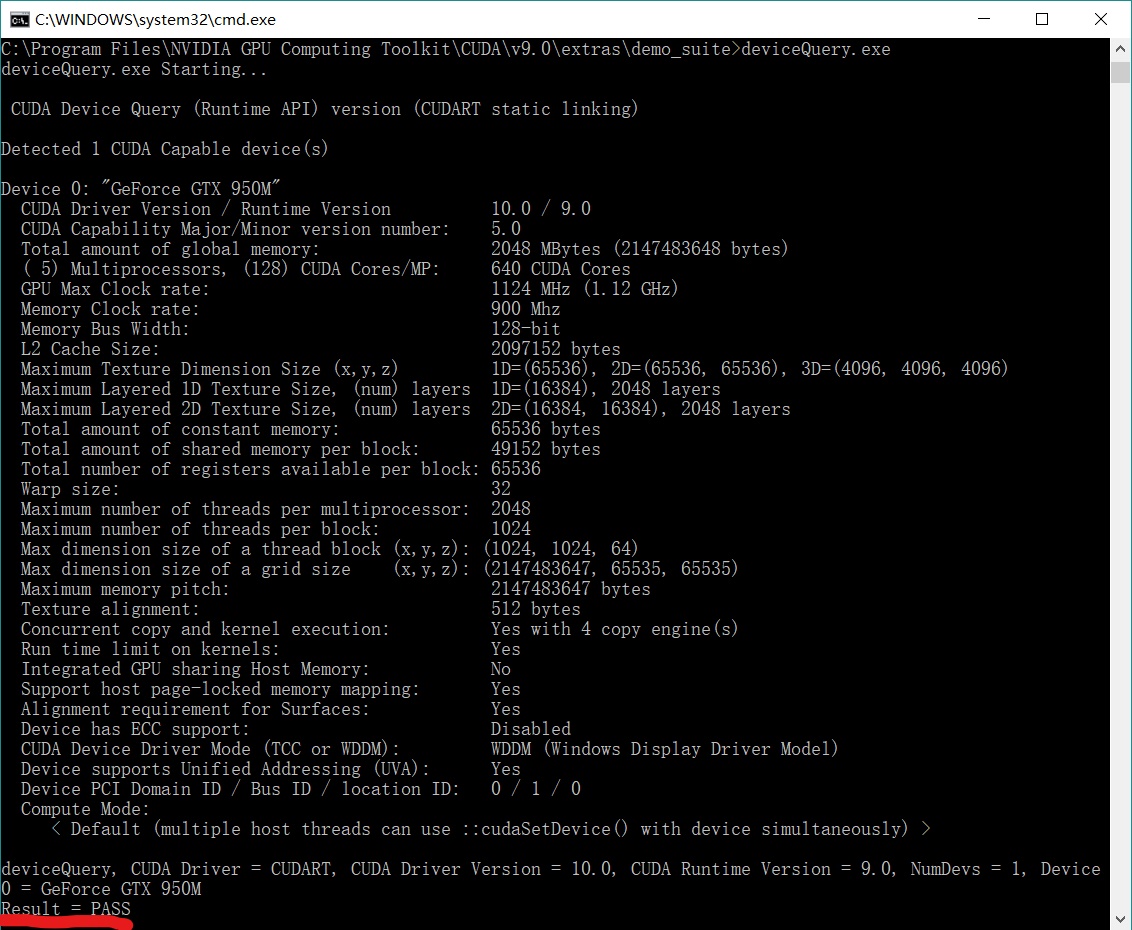 C:\WINDOWS\system32\cmd.exe
C:\Program Files\NVIDIA GPU Computing Toolkit\CUDA\v9.0\extras\demo_suite>deviceQuery.exe
deviceQuery.exe Starting...
CUDA Device Query (Runtime API) version (CUDART static linking)
Detected 1 CUDA Capable device(s)
Device 0: "GeForce GTX 950M"
CUDA Driver Version / Runtime Version 10.0 / 9.0
CUDA Capability Major/Minor version number: 5.0
Total amount of global memory: 2048 MBytes (2147483648 bytes)
( 5) Multiprocessors, (128) CUDA Cores/MP: 640 CUDA Cores
GPU Max Clock rate: 1124 MHz (1.12 GHz)
Memory Clock rate: 900 Mhz
Memory Bus Width: 128-bit
L2 Cache Size: 2097152 bytes
Maximum Texture Dimension Size (x,y,z) 1D=(65536), 2D=(65536, 65536), 3D=(4096, 4096, 4096)
Maximum Layered 1D Texture Size, (num) layers 1D=(16384), 2048 layers
Maximum Layered 2D Texture Size, (num) layers 2D=(16384, 16384), 2048 layers
Total amount of constant memory: 65536 bytes
Total amount of shared memory per block: 49152 bytes
Total number of registers available per block: 65536
Warp size: 32
Maximum number of threads per multiprocessor: 2048
Maximum number of threads per block: 1024
Max dimension size of a thread block (x,y,z): (1024, 1024, 64)
Max dimension size of a grid size (x,y,z): (2147483647, 65535, 65535)
Maximum memory pitch: 2147483647 bytes
Texture alignment: 512 bytes
Concurrent copy and kernel execution: Yes with 4 copy engine(s)
Run time limit on kernels: Yes
Integrated GPU sharing Host Memory: No
Support host page-locked memory mapping: Yes
Alignment requirement for Surfaces: Yes
Device has ECC support: Disabled
CUDA Device Driver Mode (TCC or WDDM): WDDM (Windows Display Driver Model)
Device supports Unified Addressing (UVA): Yes
Device PCI Domain ID / Bus ID / location ID: 0 / 1 / 0
Compute Mode:
< Default (multiple host threads can use ::cudaSetDevice() with device simultaneously) >
deviceQuery, CUDA Driver = CUDART, CUDA Driver Version = 10.0, CUDA Runtime Version = 9.0, NumDevs = 1, Device
0 = GeForce GTX 950M
Result = PASS